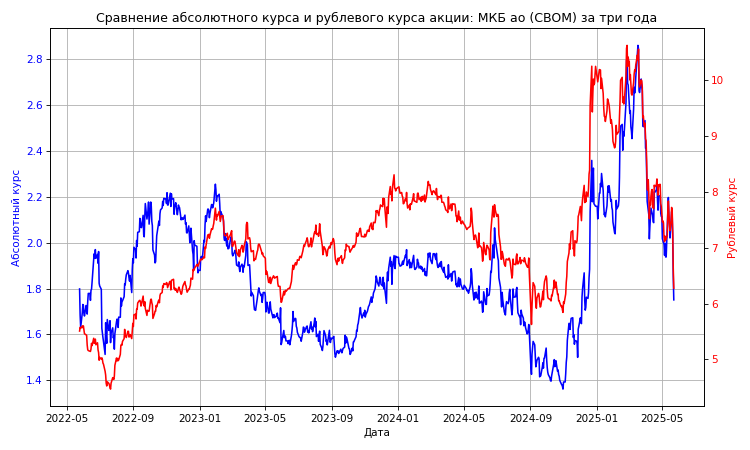 Сравнение абсолютного курса и рублевого курса акции: МКБ ао (CBOM) за три года
Абсолютный курс
2.8
2.6
2.4
2.2
2.0
1.8
1.6
1.4
10
9
8
7
6
5
Рублевый курс
2022-05 2022-09 2023-01 2023-05 2023-09 2024-01 2024-05 2024-09 2025-01 2025-05
Дата